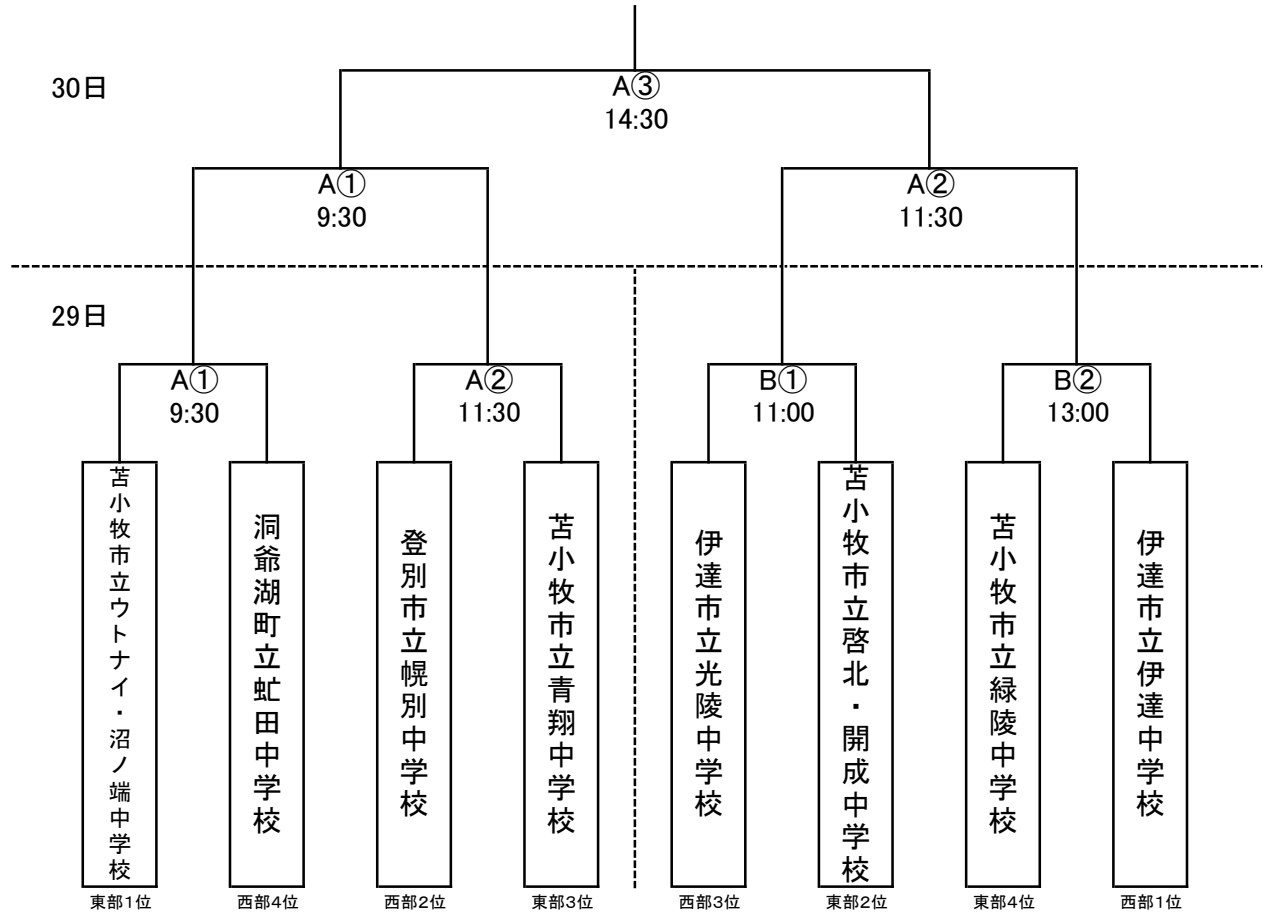 30日
A③
14:30
A①
9:30
A②
11:30
29日
A①
9:30
A②
11:30
B①
11:00
B②
13:00
苫小牧市立ウトナイ・沼ノ端中学校
洞爺湖町立虻田中学校
登別市立幌別中学校
苫小牧市立青翔中学校
伊達市立光陵中学校
苫小牧市立啓北・開成中学校
苫小牧市立緑陵中学校
伊達市立伊達中学校
東部1位
西部4位
西部2位
東部3位
西部3位
東部2位
東部4位
西部1位